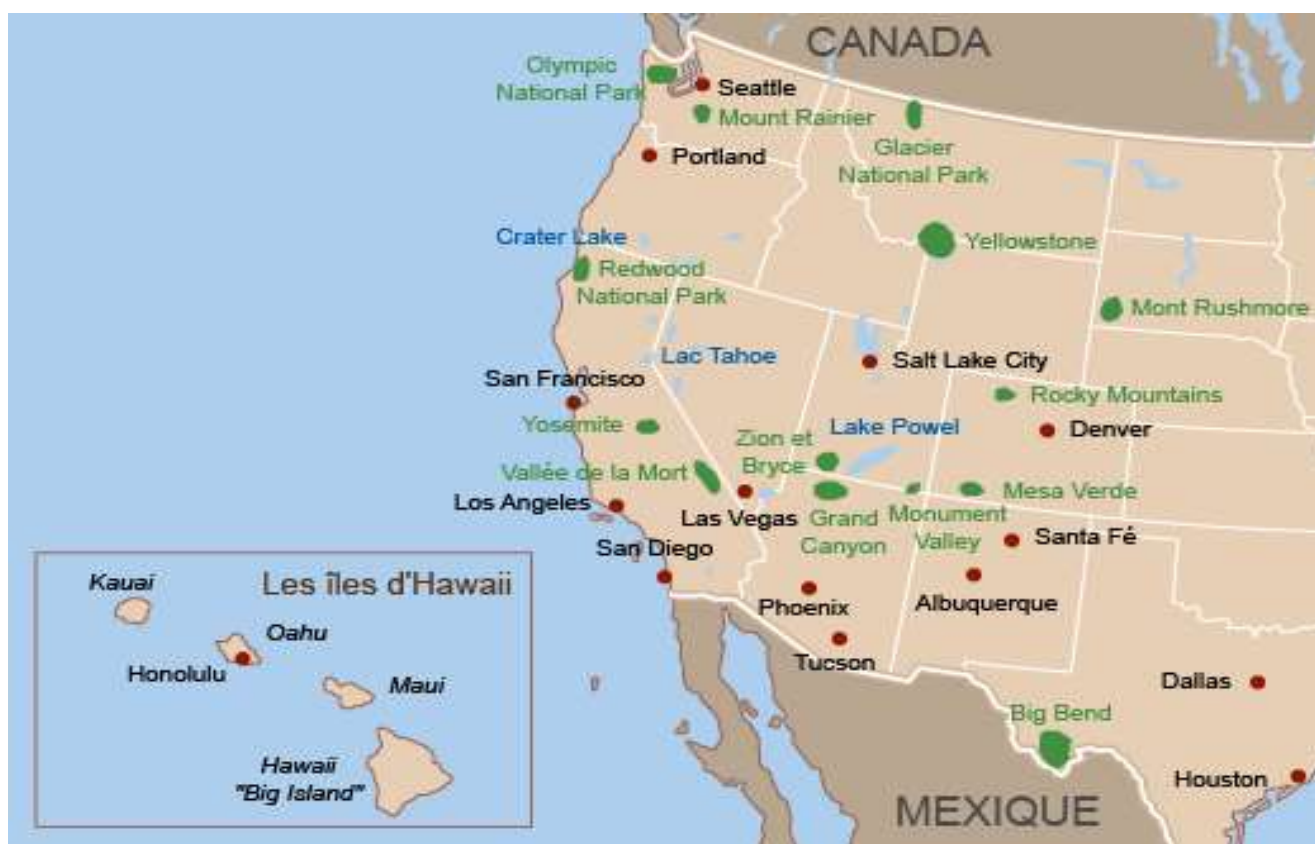 CANADA
Olympic
National Park
Seattle
Mount Rainier
Portland
Glacier
National Park
Crater Lake
Yellowstone
Redwood
National Park
Mont Rushmore
Lac Tahoe
Salt Lake City
San Francisco
Rocky Mountains
Yosemite
Lake Powel
Denver
Zion et
Bryce
Vallée de la Mort
Los Angeles
Las Vegas
Grand
Canyon
Monument
Valley
Mesa Verde
Santa Fé
San Diego
Phoenix
Albuquerque
Tucson
Dallas
Big Bend
Houston
MEXIQUE
Les îles d'Hawaii
Kauai
Oahu
Honolulu
Maui
Hawaïï
"Big Island"